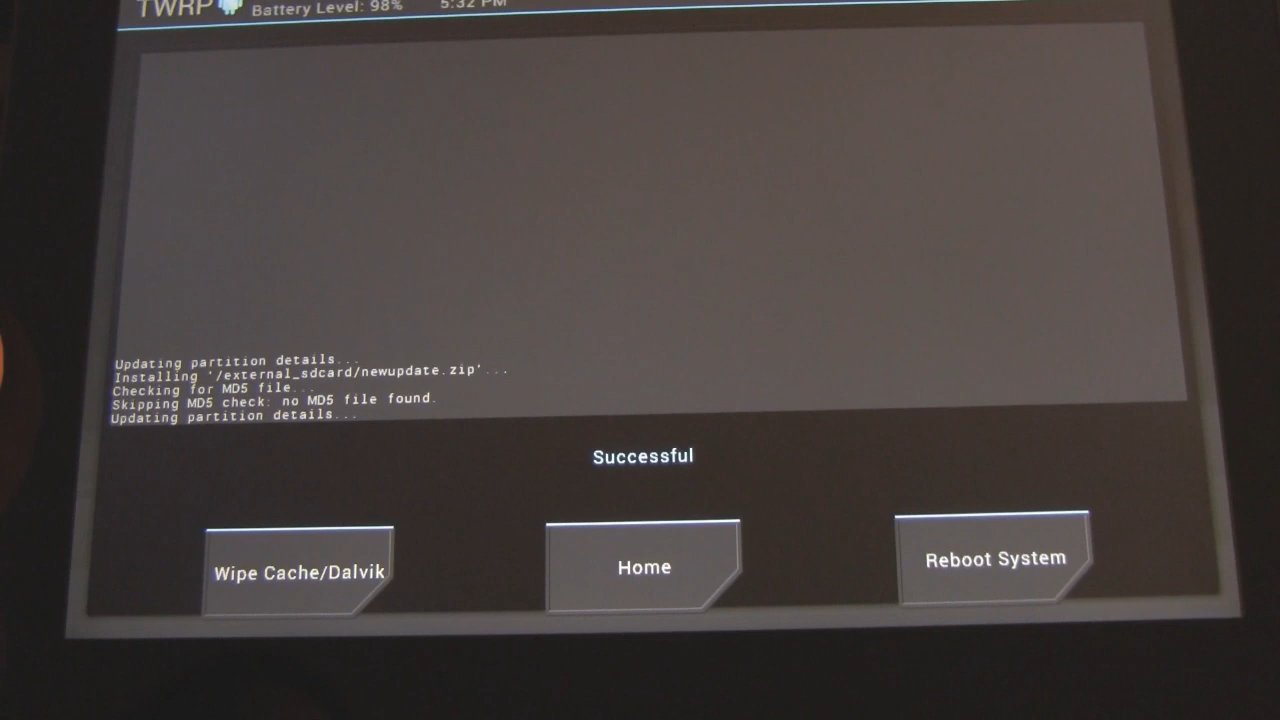 TWRP Battery Level: 98% 5:32 PM
Updating partition details...
Installing '/external_sdcard/newupdate.zip'...
Checking for MD5 file...
Skipping MD5 check: no MD5 file found.
Updating partition details...
Successful
Wipe Cache/Dalvik Home Reboot System